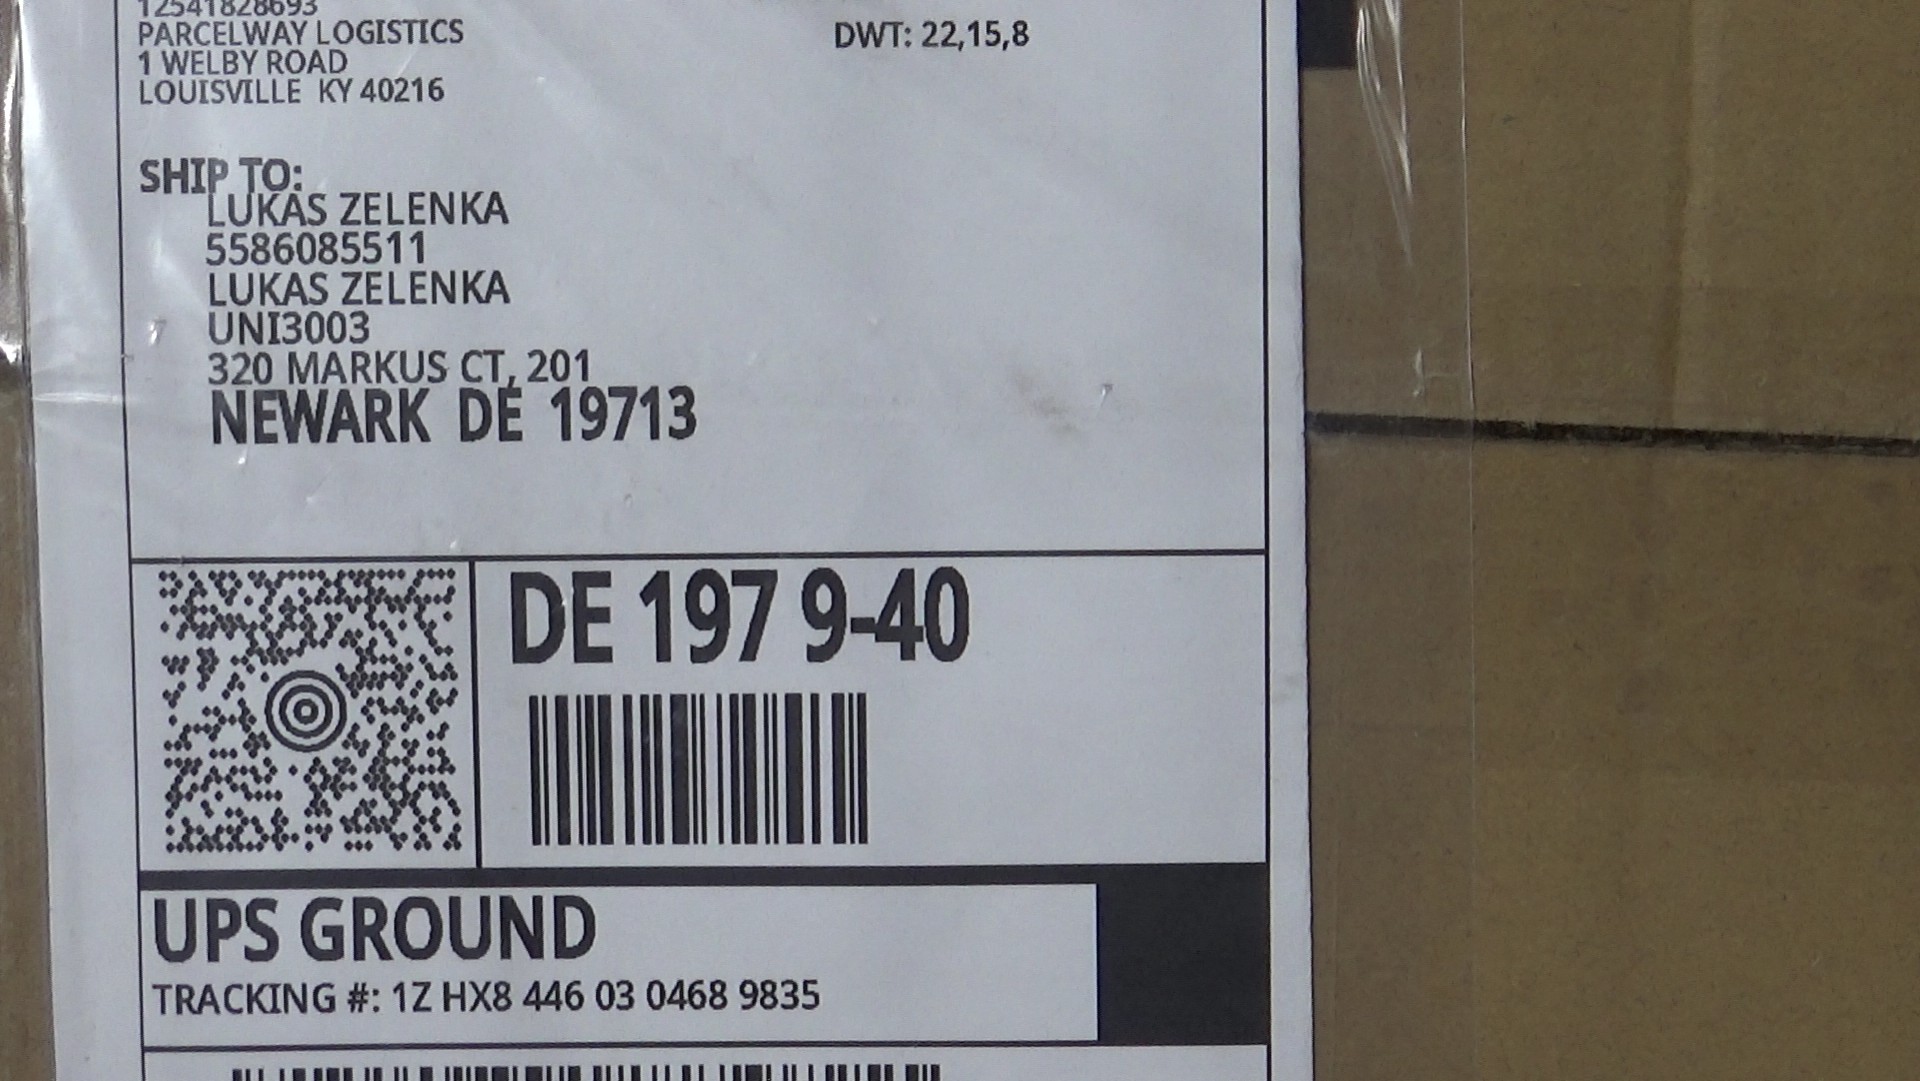 12541828693
PARCELWAY LOGISTICS
1 WELBY ROAD
LOUISVILLE KY 40216
DWT: 22,15,8
SHIP TO:
LUKAS ZELENKA
5586085511
LUKAS ZELENKA
UNI3003
320 MARKUS CT, 201
NEWARK DE 19713
DE 197 9-40
UPS GROUND
TRACKING #: 1Z HX8 446 03 0468 9835